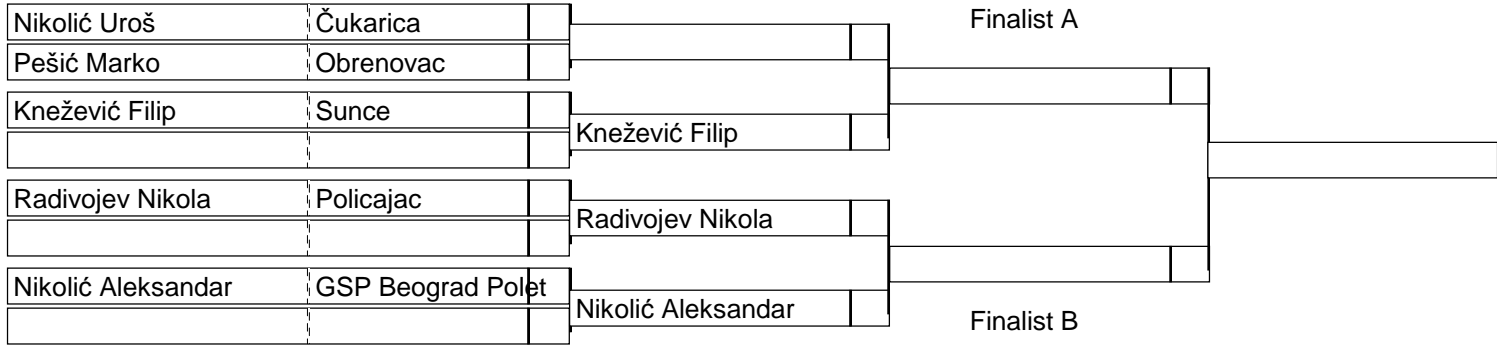 Nikolić Uroš Čukarica
Pešić Marko Obrenovac
Knežević Filip Sunce
Radivojev Nikola Policajac
Nikolić Aleksandar GSP Beograd Polet
Knežević Filip
Radivojev Nikola
Nikolić Aleksandar
Finalist A
Finalist B